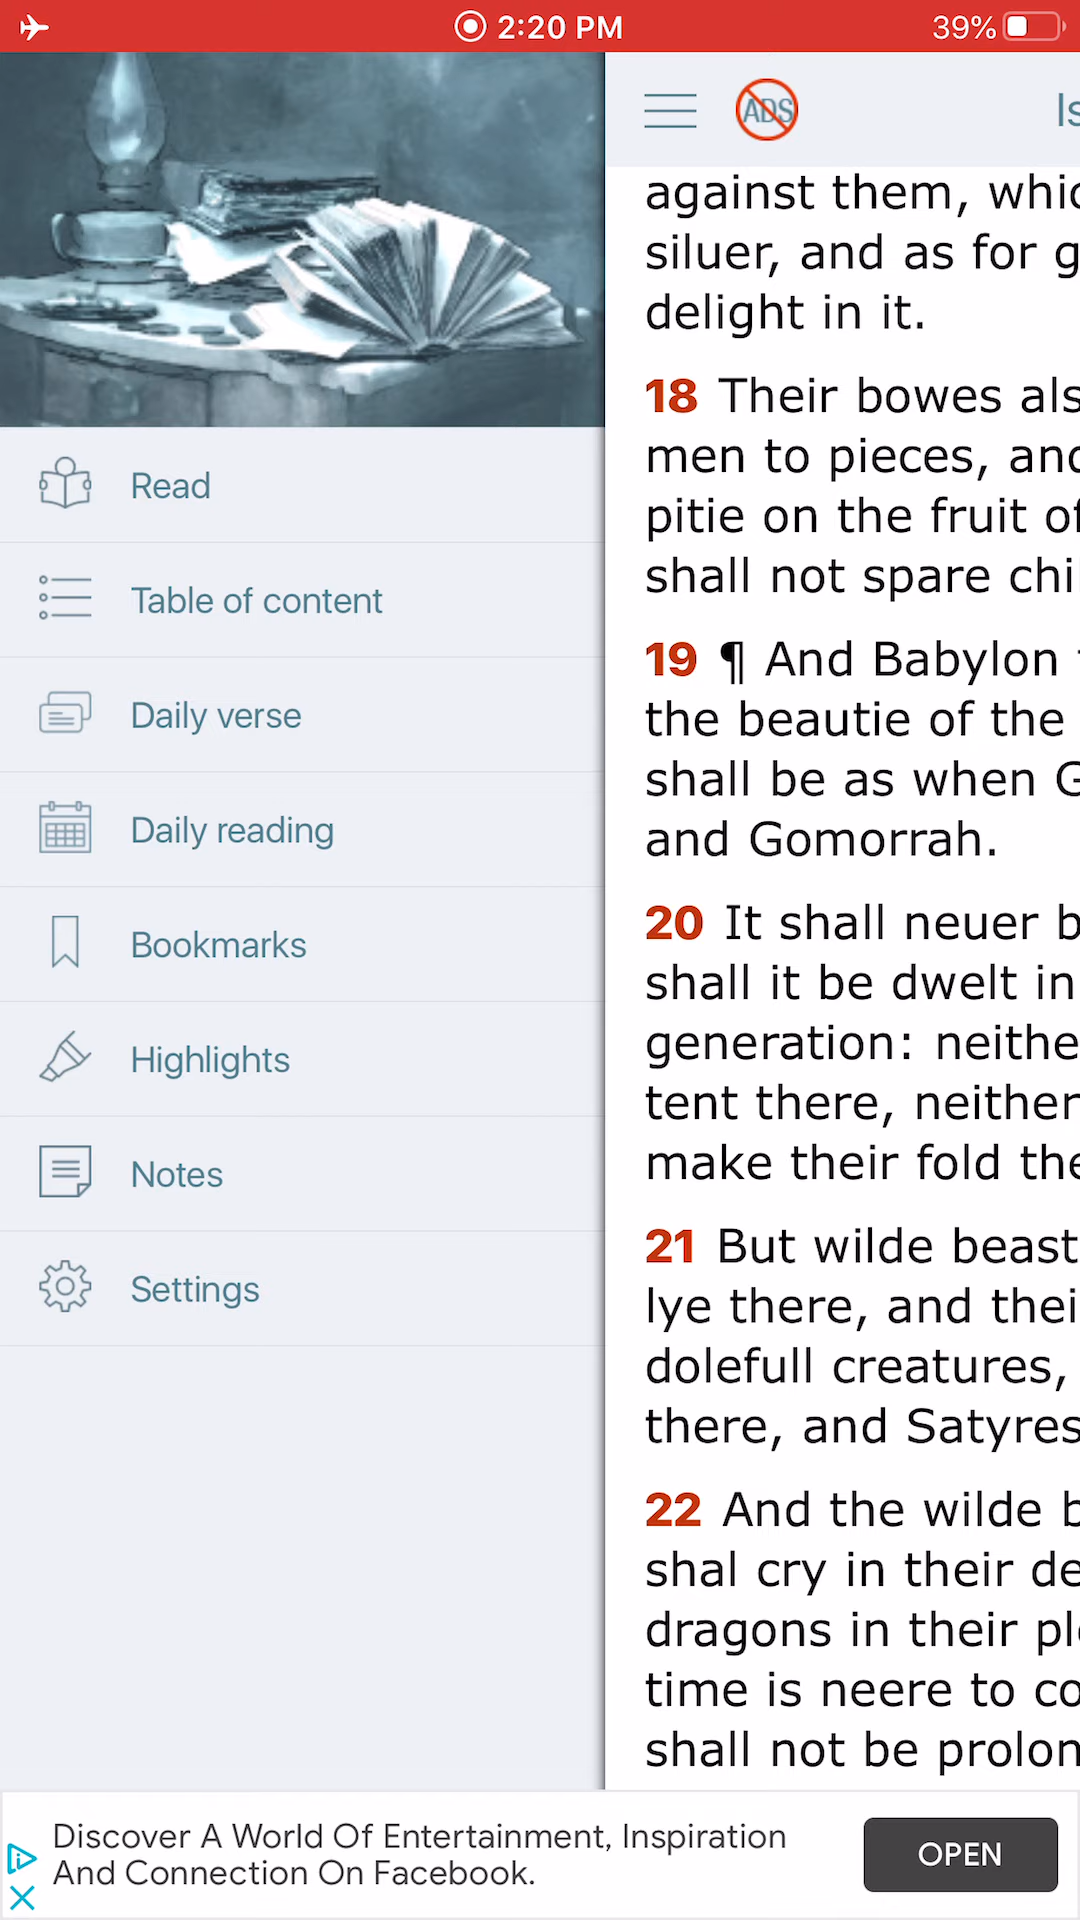 2:20 PM
39%
ADS
Is
Read
Table of content
Daily verse
Daily reading
Bookmarks
Highlights
Notes
Settings
against them, whic
siluer, and as for g
delight in it.
18 Their bowes als
men to pieces, and
pitie on the fruit of
shall not spare chi
19 ¶ And Babylon
the beautie of the
shall be as when G
and Gomorrah.
20 It shall neuer b
shall it be dwelt in
generation: neithe
tent there, neither
make their fold the
21 But wilde beast
lye there, and thei
dolefull creatures,
there, and Satyres
22 And the wilde b
shal cry in their de
dragons in their pl
time is neere to co
shall not be prolon
Discover A World Of Entertainment, Inspiration
And Connection On Facebook.
OPEN